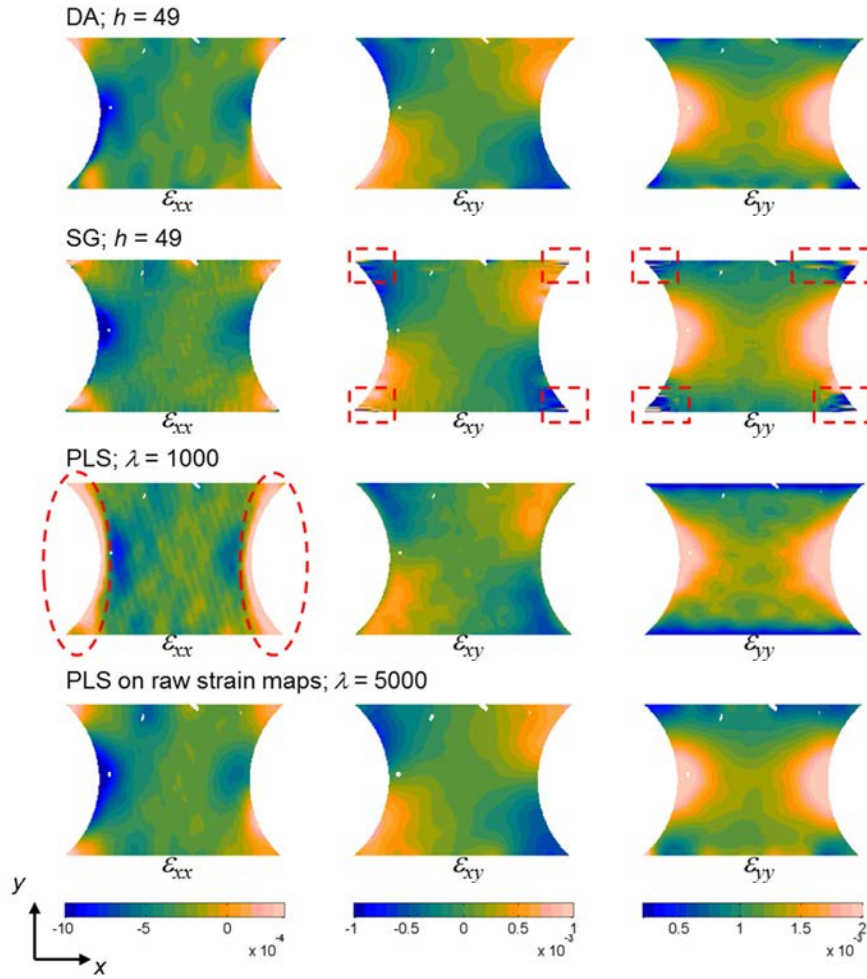 DA; h = 49
εxx εxy εyy
SG; h = 49
εxx εxy εyy
PLS; λ = 1000
εxx εxy εyy
PLS on raw strain maps; λ = 5000
εxx εxy εyy
y
x
-10 -5 0 -1 -0.5 0 0.5 1 0.5 1 1.5 2
x 10-4 x 10-3 x 10-3